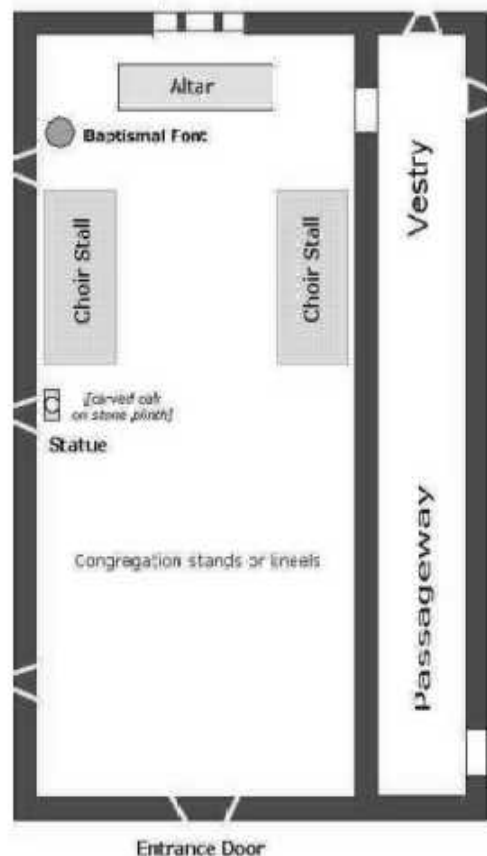 Altar
Baptismal Font
Vestry
Choir Stall
Choir Stall
[carved oak
on stone plinth]
Statue
Congregation stands or kneels
Passageway
Entrance Door